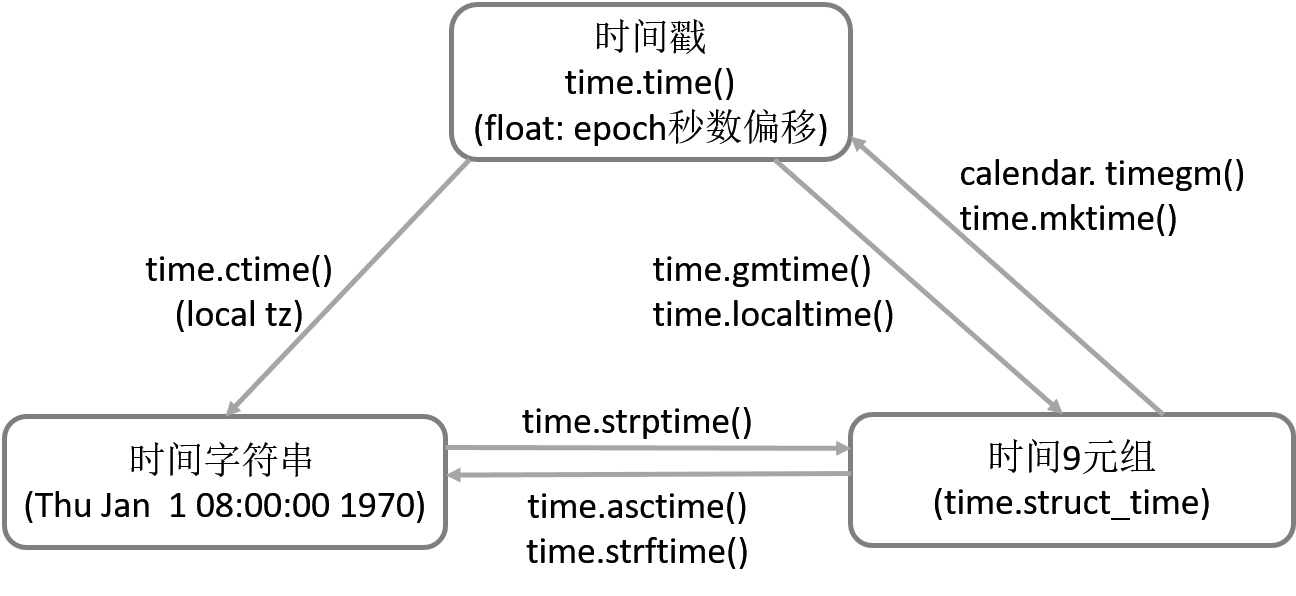 时间戳
time.time()
(float: epoch秒数偏移)
calendar. timegm()
time.mktime()
time.ctime()
(local tz)
time.gmtime()
time.localtime()
time.strptime()
时间字符串
(Thu Jan  1 08:00:00 1970)
时间9元组
(time.struct_time)
time.asctime()
time.strftime()